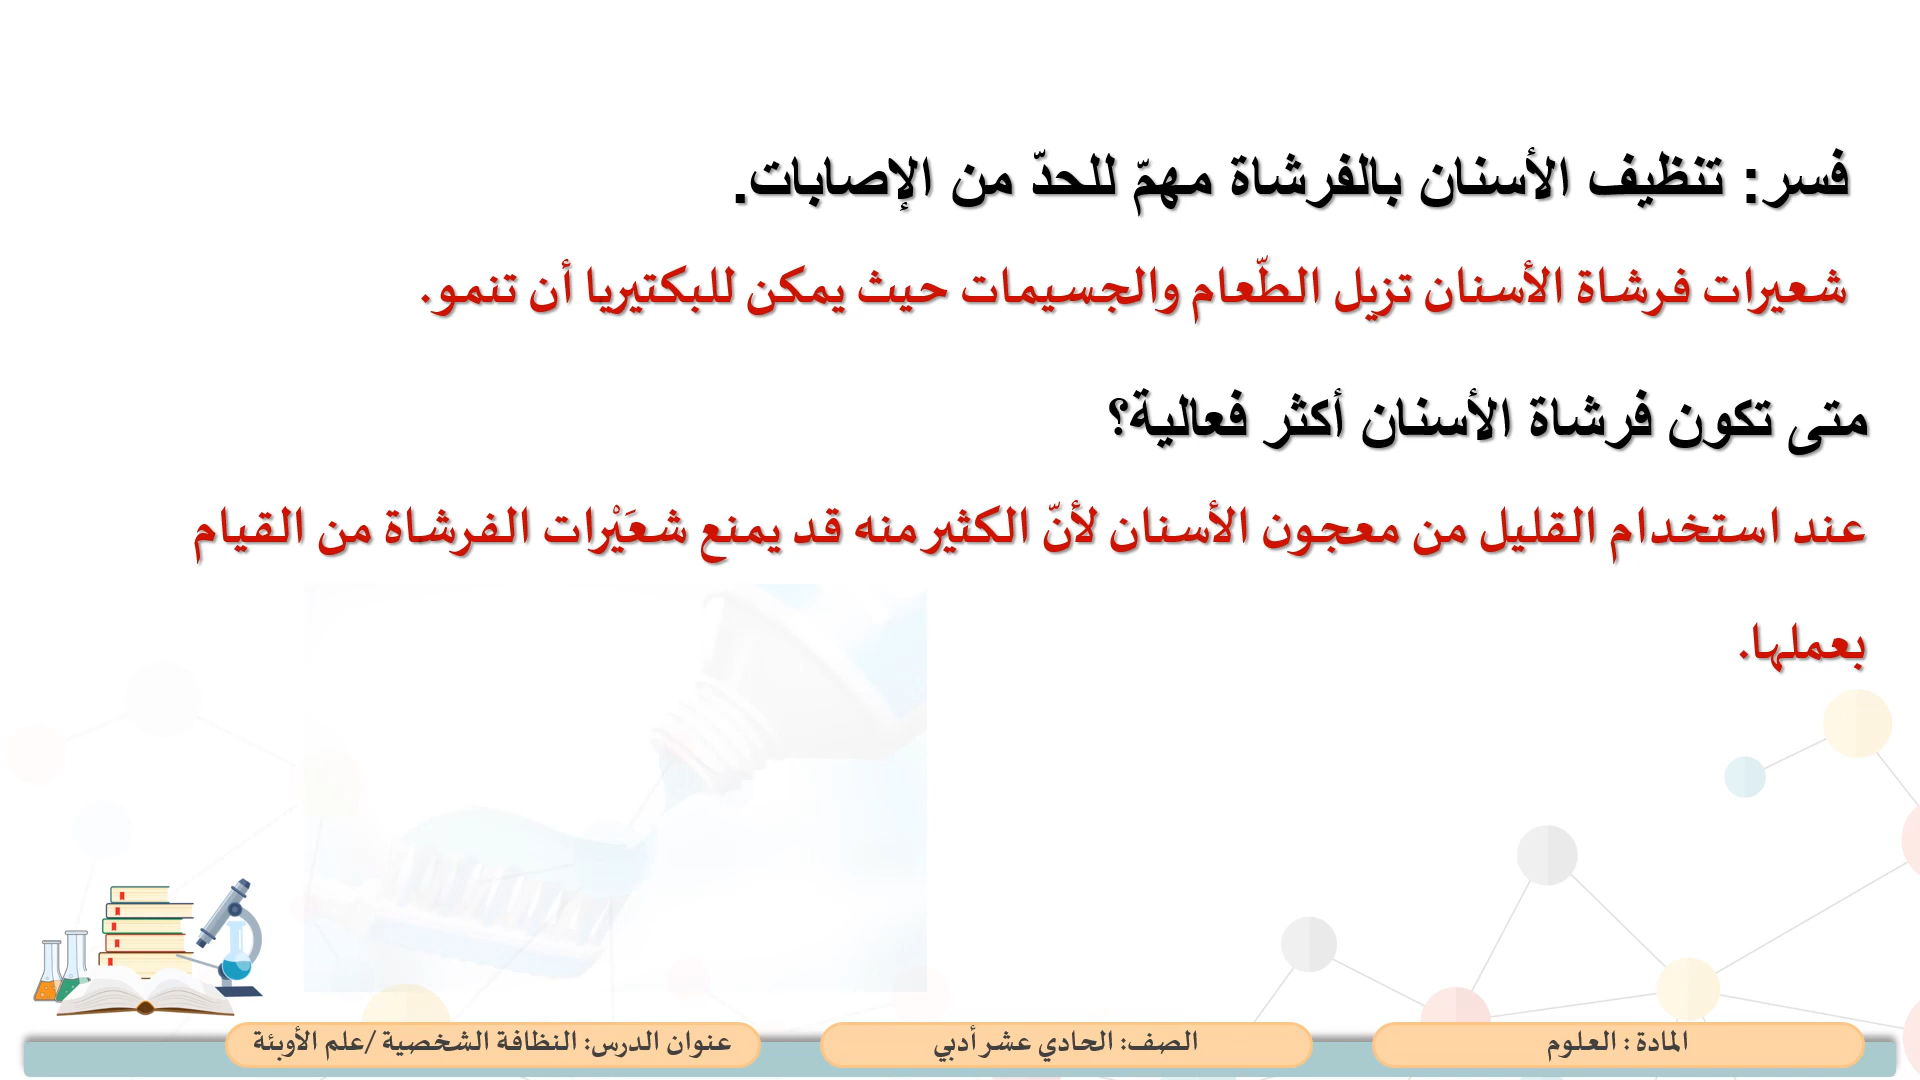 فسر: تنظيف الأسنان بالفرشاة مهمّ للحدّ من الإصابات.
شعيرات فرشاة الأسنان تزيل الطّعام والجسيمات حيث يمكن للبكتيريا أن تنمو.
متى تكون فرشاة الأسنان أكثر فعالية؟
عند استخدام القليل من معجون الأسنان لأنّ الكثير منه قد يمنع شعَيْرات الفرشاة من القيام
بعملها.
المادة : العلوم
الصف: الحادي عشر أدبي
عنوان الدرس: النظافة الشخصية /علم الأوبئة